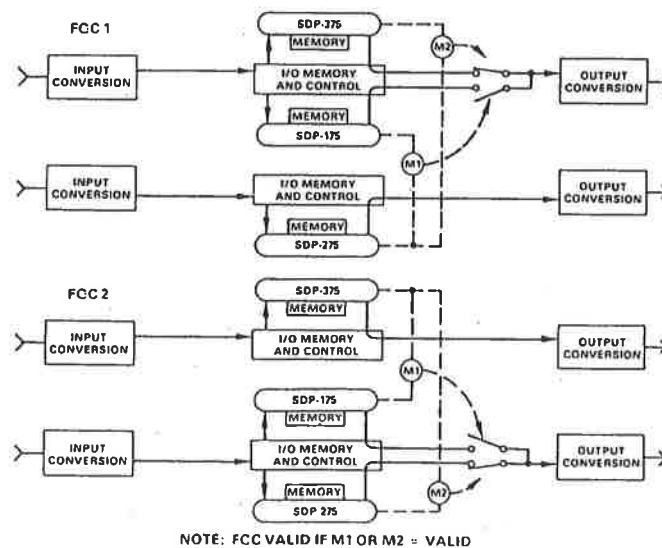 FCC 1
SDP-375
MEMORY
M2
INPUT CONVERSION
I/O MEMORY AND CONTROL
OUTPUT CONVERSION
MEMORY
SDP-175
M1
INPUT CONVERSION
I/O MEMORY AND CONTROL
OUTPUT CONVERSION
MEMORY
SDP-275
FCC 2
SDP-375
MEMORY
INPUT CONVERSION
I/O MEMORY AND CONTROL
OUTPUT CONVERSION
M1
SDP-175
MEMORY
INPUT CONVERSION
I/O MEMORY AND CONTROL
OUTPUT CONVERSION
MEMORY
M2
SDP 275
NOTE: FCC VALID IF M1 OR M2 = VALID